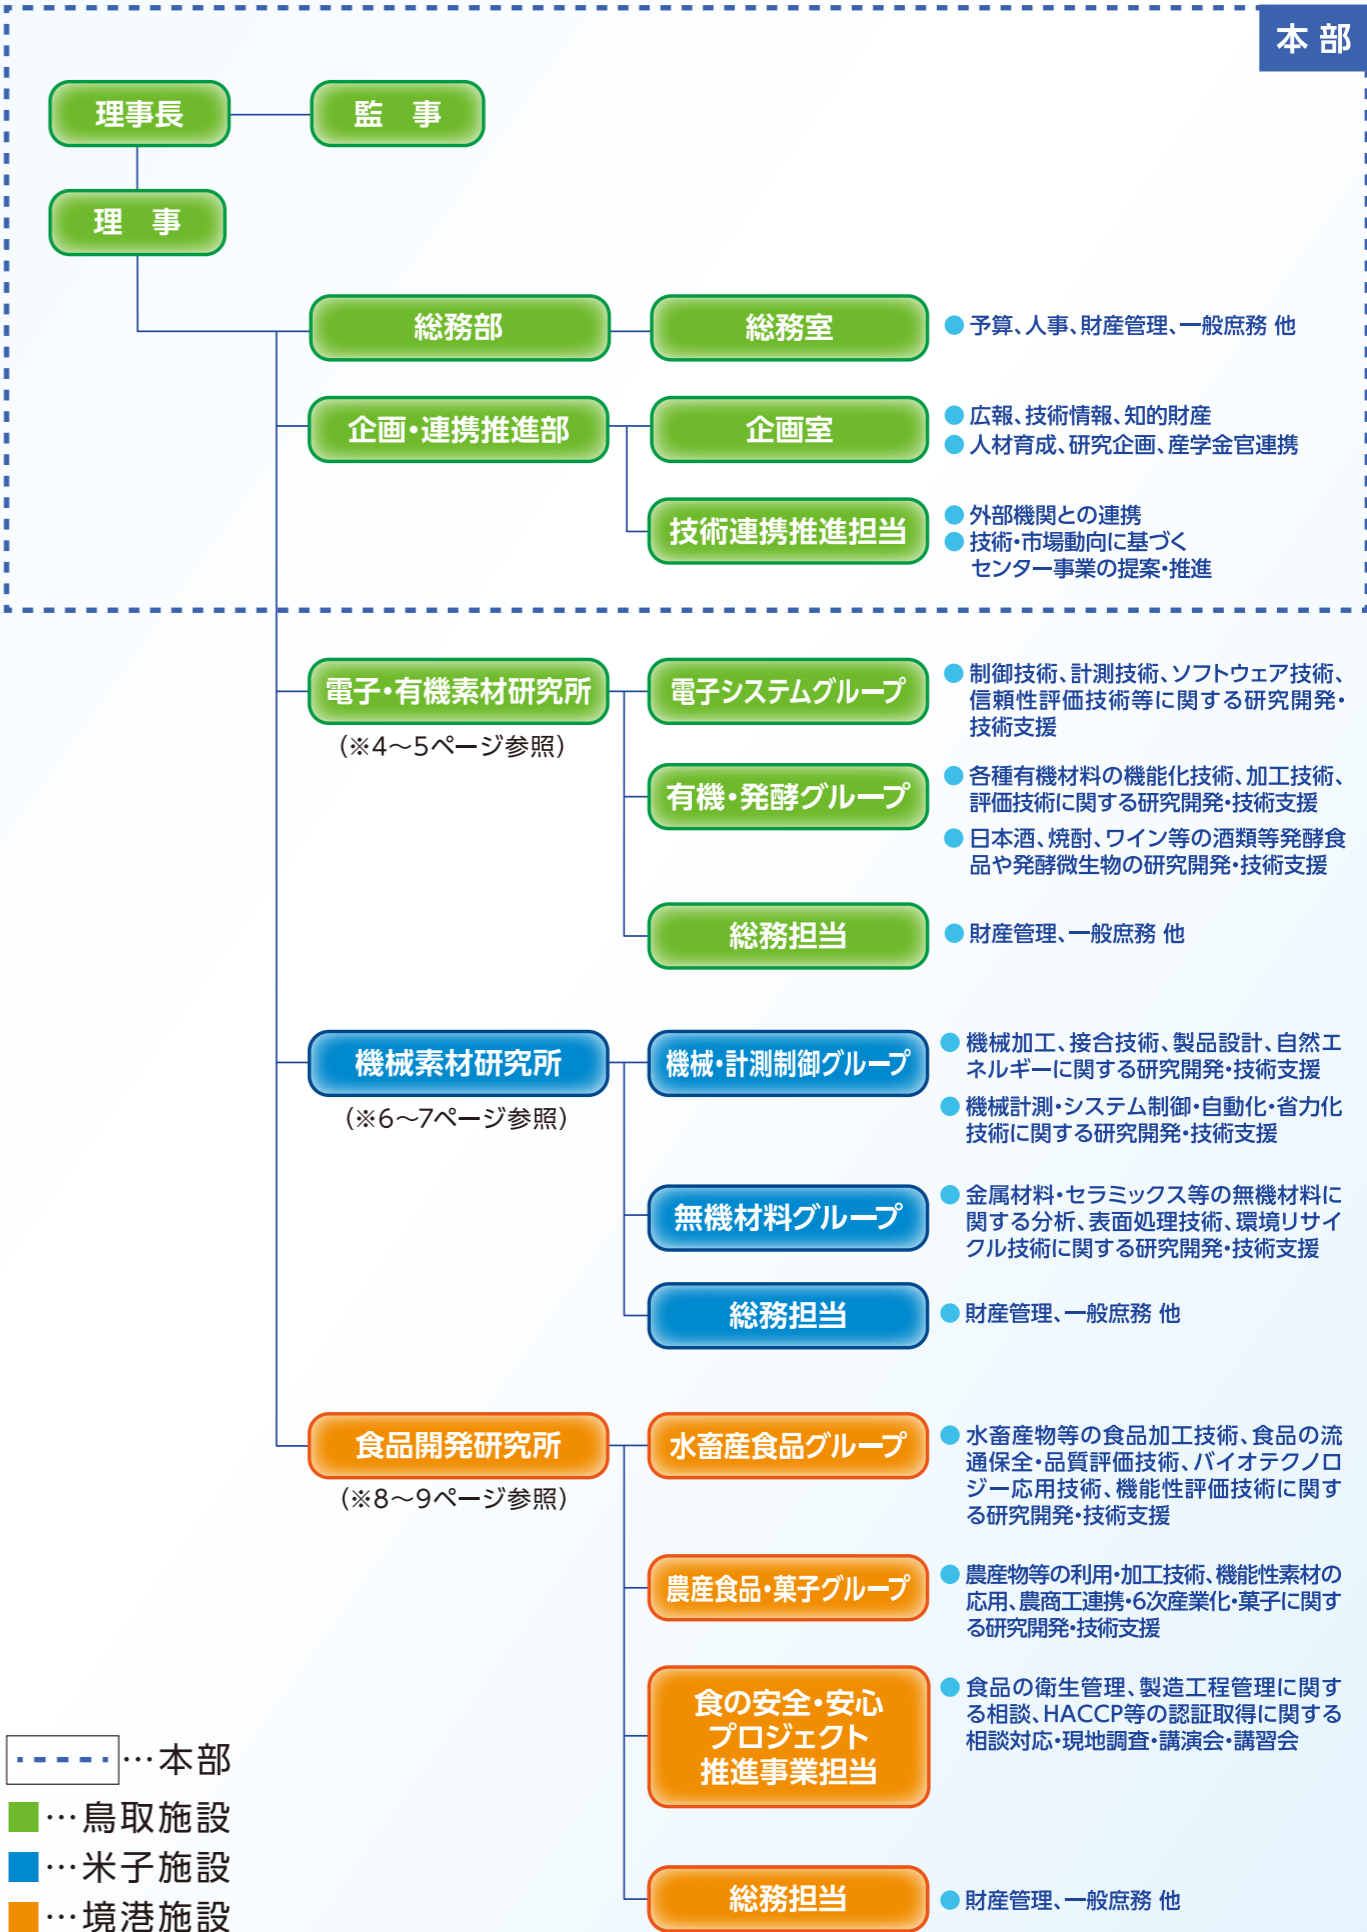 本 部
理事長
監　事
理　事
総務部
総務室
●予算、人事、財産管理、一般庶務 他
企画・連携推進部
企画室
●広報、技術情報、知的財産
●人材育成、研究企画、産学金官連携
技術連携推進担当
●外部機関との連携
●技術・市場動向に基づく
センター事業の提案・推進
電子・有機素材研究所
（※4～5ページ参照）
電子システムグループ
●制御技術、計測技術、ソフトウェア技術、
信頼性評価技術等に関する研究開発・
技術支援
有機・発酵グループ
●各種有機材料の機能化技術、加工技術、
評価技術に関する研究開発・技術支援
●日本酒、焼酎、ワイン等の酒類等発酵食
品や発酵微生物の研究開発・技術支援
総務担当
●財産管理、一般庶務 他
機械素材研究所
（※6～7ページ参照）
機械・計測制御グループ
●機械加工、接合技術、製品設計、自然エ
ネルギーに関する研究開発・技術支援
●機械計測・システム制御・自動化・省力化
技術に関する研究開発・技術支援
無機材料グループ
●金属材料・セラミックス等の無機材料に
関する分析、表面処理技術、環境リサイ
クル技術に関する研究開発・技術支援
総務担当
●財産管理、一般庶務 他
食品開発研究所
（※8～9ページ参照）
水畜産食品グループ
●水畜産物等の食品加工技術、食品の流
通保全・品質評価技術、バイオテクノロ
ジー応用技術、機能性評価技術に関す
る研究開発・技術支援
農産食品・菓子グループ
●農産物等の利用・加工技術、機能性素材の
応用、農商工連携・6次産業化・菓子に関す
る研究開発・技術支援
食の安全・安心
プロジェクト
推進事業担当
●食品の衛生管理、製造工程管理に関す
る相談、HACCP等の認証取得に関する
相談対応・現地調査・講演会・講習会
総務担当
●財産管理、一般庶務 他
…本部
…鳥取施設
…米子施設
…境港施設